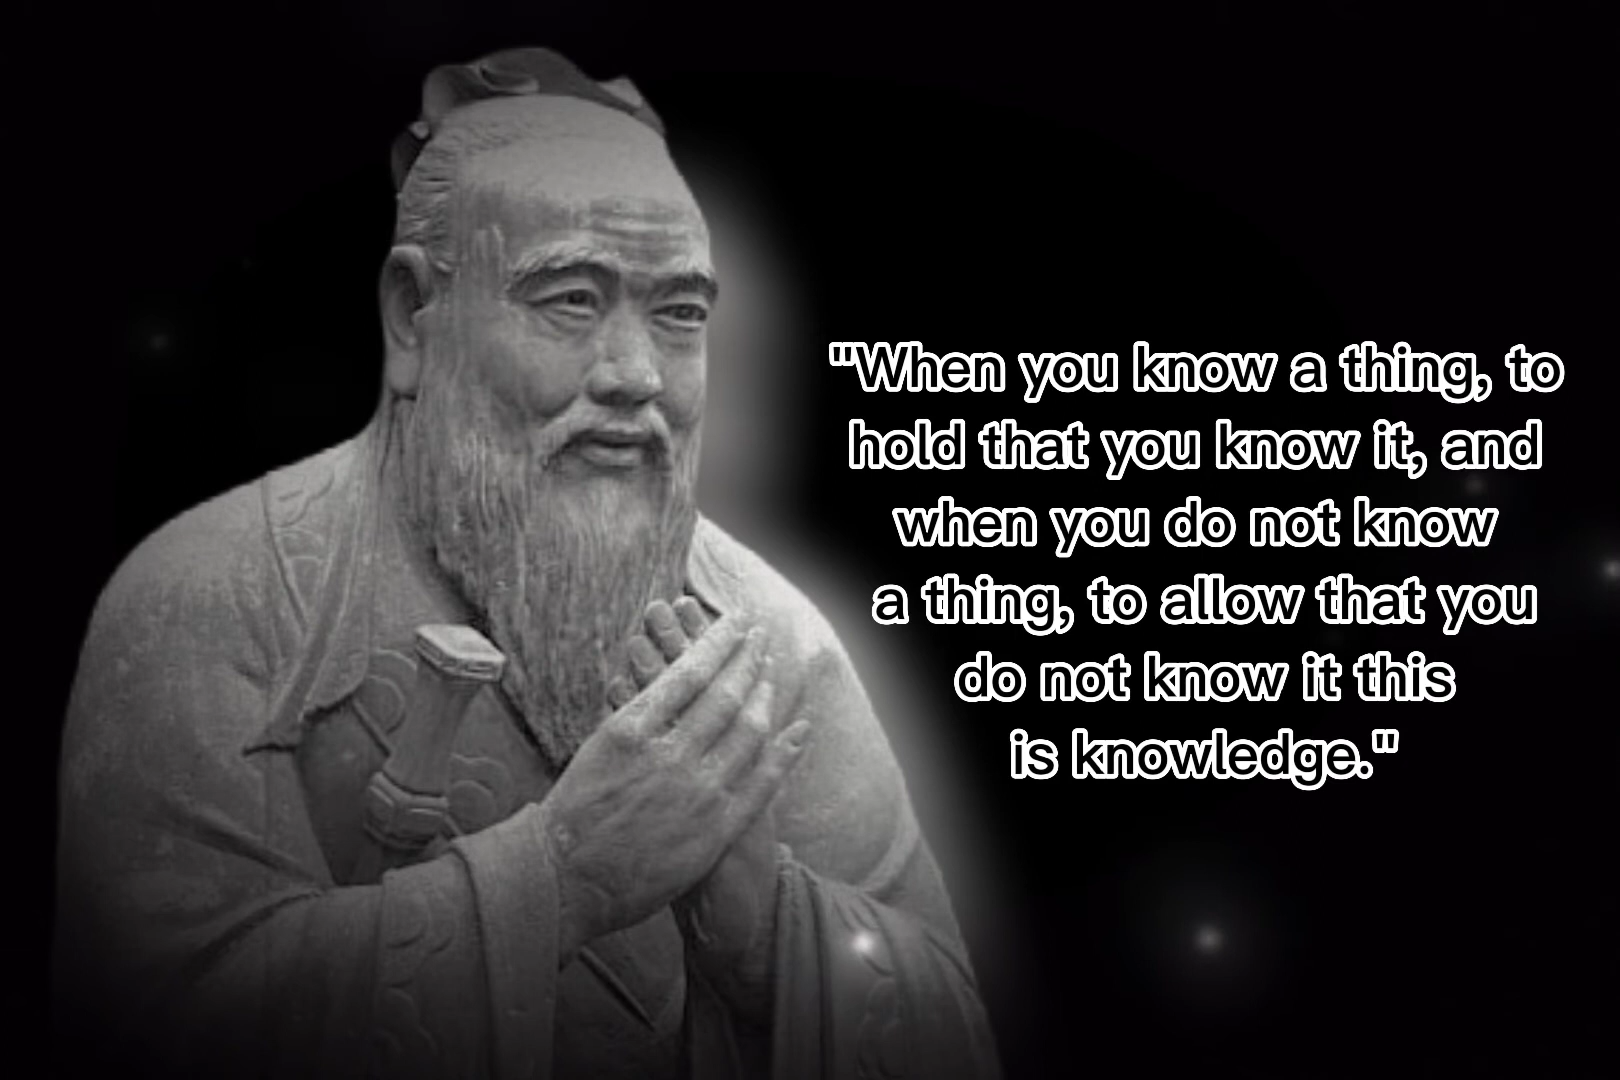 "When you know a thing, to
hold that you know it, and
when you do not know
a thing, to allow that you
do not know it this
is knowledge."